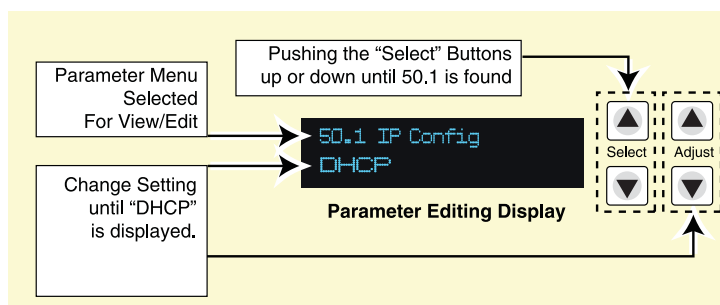 Pushing the “Select” Buttons
up or down until 50.1 is found
Parameter Menu
Selected
For View/Edit
50.1 IP Config
DHCP
Select
Adjust
Change Setting
until “DHCP”
is displayed.
Parameter Editing Display